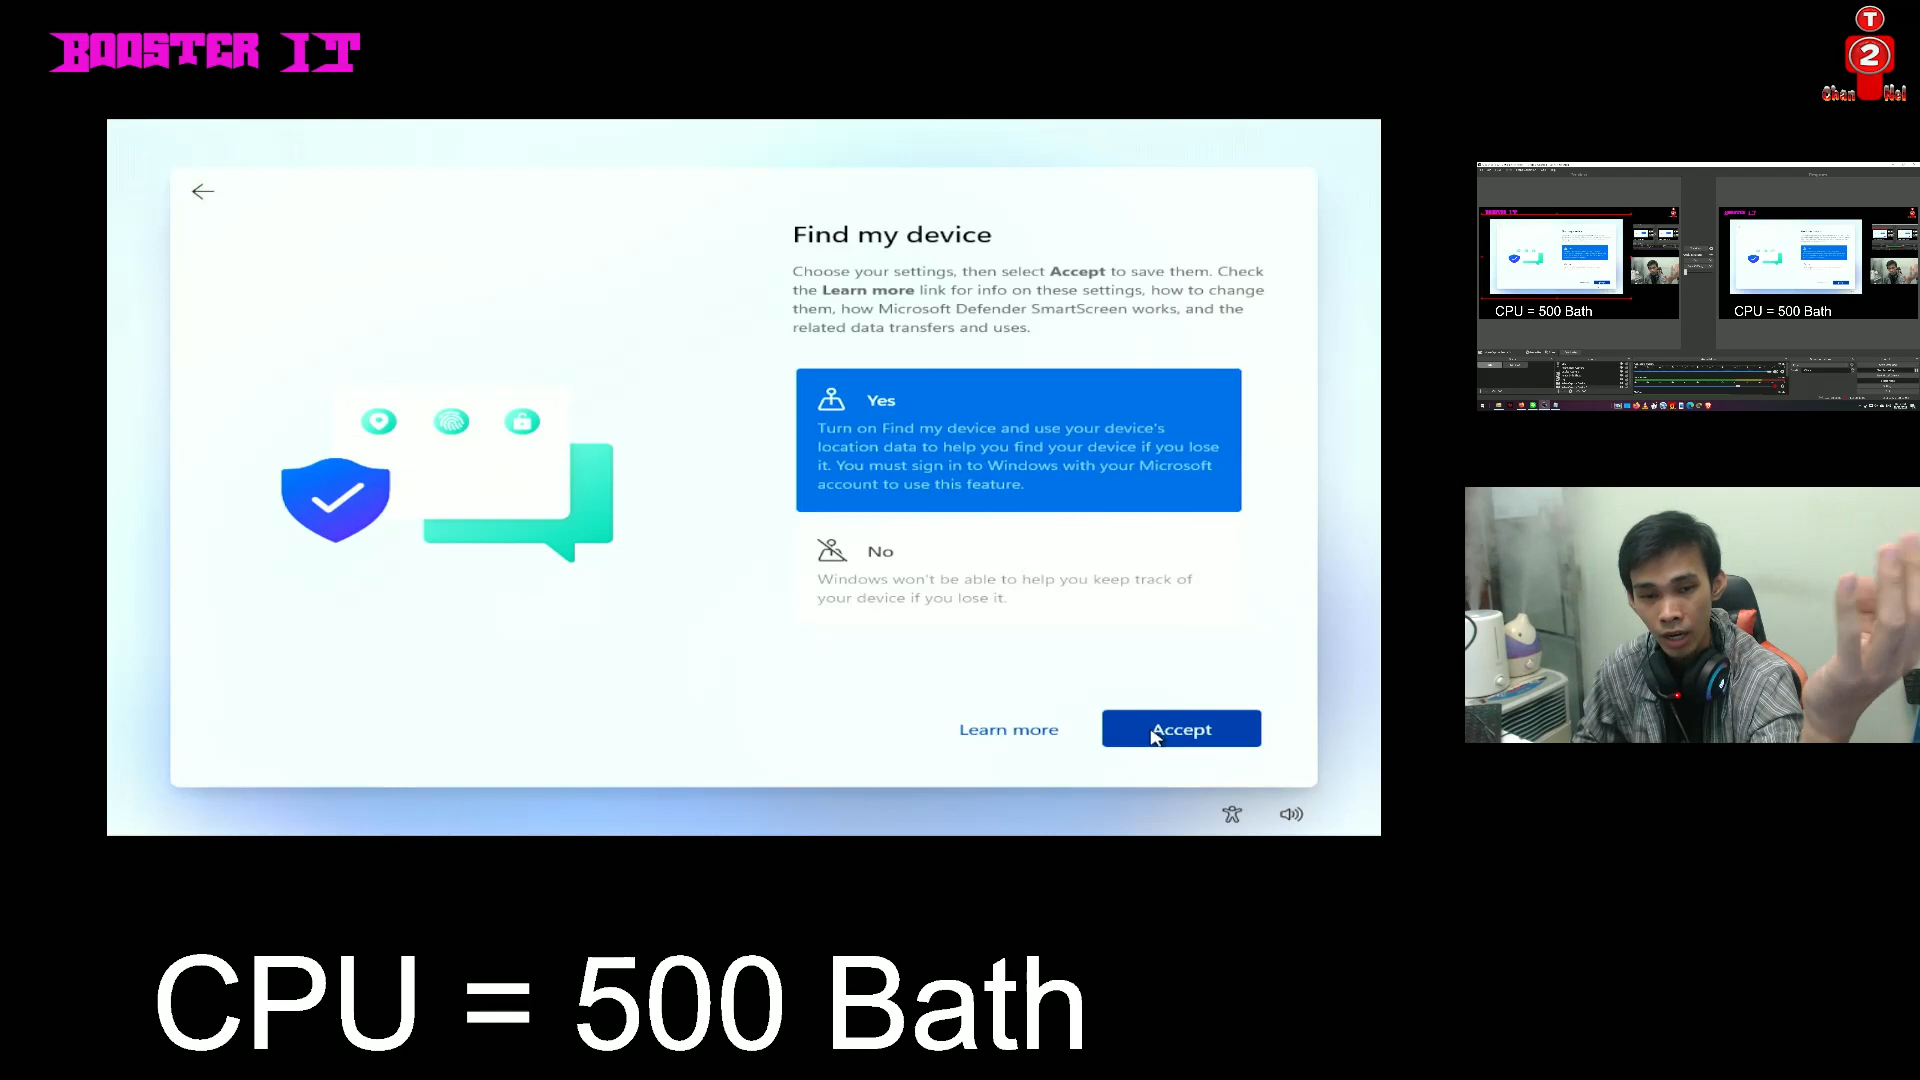 BOOSTER IT
T
2
Chan Nel
Find my device
Choose your settings, then select Accept to save them. Check
the Learn more link for info on these settings, how to change
them, how Microsoft Defender SmartScreen works, and the
related data transfers and uses.
Yes
Turn on Find my device and use your device's
location data to help you find your device if you lose
it. You must sign in to Windows with your Microsoft
account to use this feature.
No
Windows won't be able to help you keep track of
your device if you lose it.
Learn more
Accept
CPU = 500 Bath
CPU = 500 Bath
CPU = 500 Bath